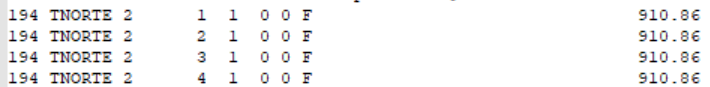 194 TNORTE 2 1 1 0 0 F 910.86
194 TNORTE 2 2 1 0 0 F 910.86
194 TNORTE 2 3 1 0 0 F 910.86
194 TNORTE 2 4 1 0 0 F 910.86